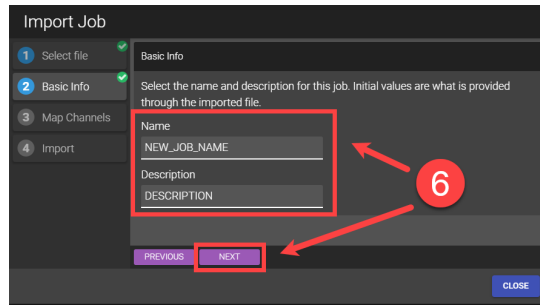 Import Job
1 Select file
2 Basic Info
3 Map Channels
4 Import
Basic Info
Select the name and description for this job. Initial values are what is provided
through the imported file.
Name
NEW_JOB_NAME
Description
DESCRIPTION
6
PREVIOUS NEXT
CLOSE